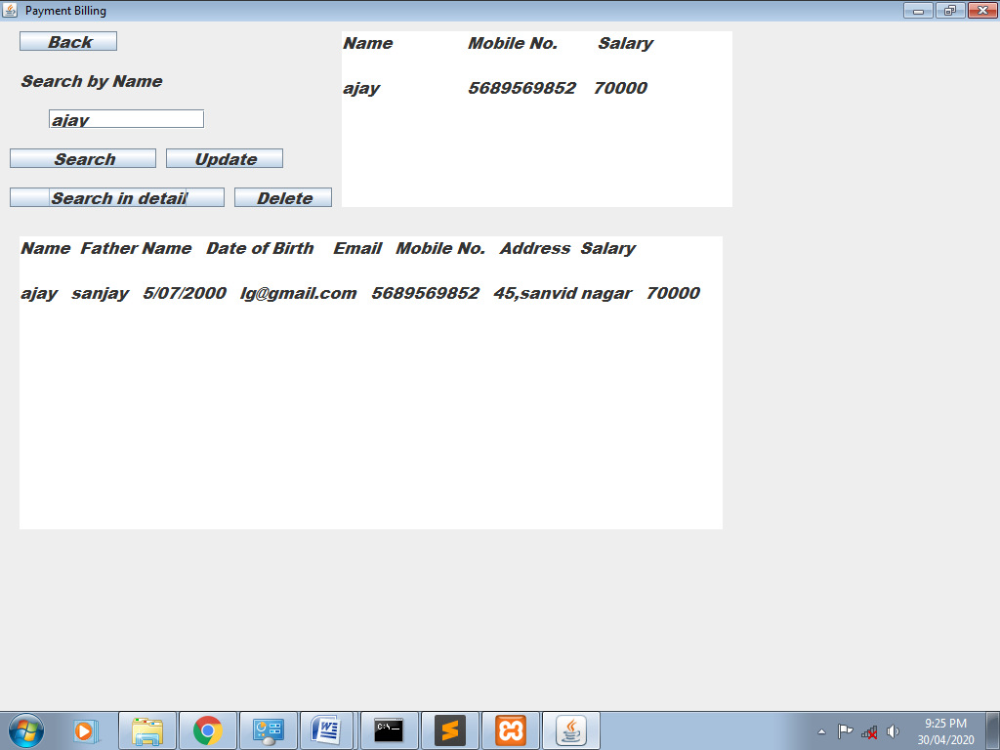 Payment Billing
Back
Search by Name
ajay
Search Update
Search in detail Delete
Name Mobile No. Salary
ajay 5689569852 70000
Name Father Name Date of Birth Email Mobile No. Address Salary
ajay sanjay 5/07/2000 lg@gmail.com 5689569852 45,sanvid nagar 70000
C:\_
9:25 PM
30/04/2020